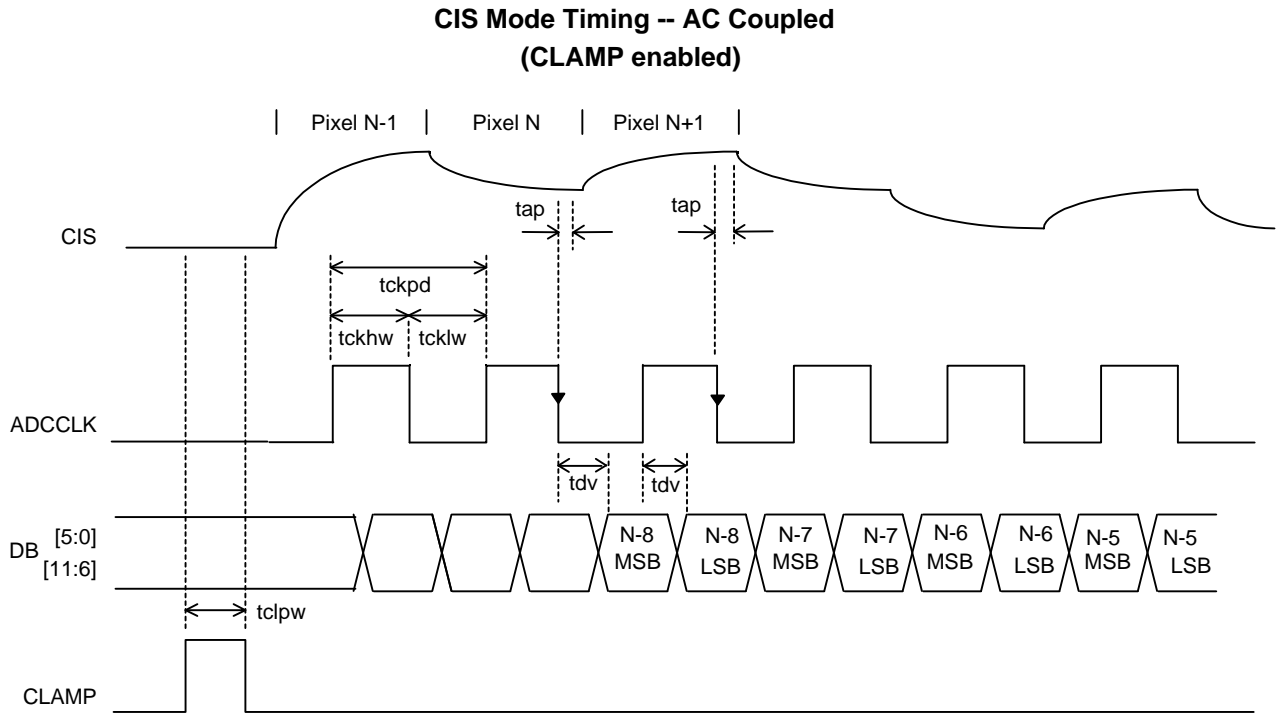 CIS Mode Timing -- AC Coupled
(CLAMP enabled)
| Pixel N-1 | Pixel N | Pixel N+1 |
tap
tap
CIS
tckpd
tckhw
tcklw
ADCCLK
tdv
tdv
DB
[5:0]
[11:6]
N-8
MSB
N-8
LSB
N-7
MSB
N-7
LSB
N-6
MSB
N-6
LSB
N-5
MSB
N-5
LSB
tclpw
CLAMP